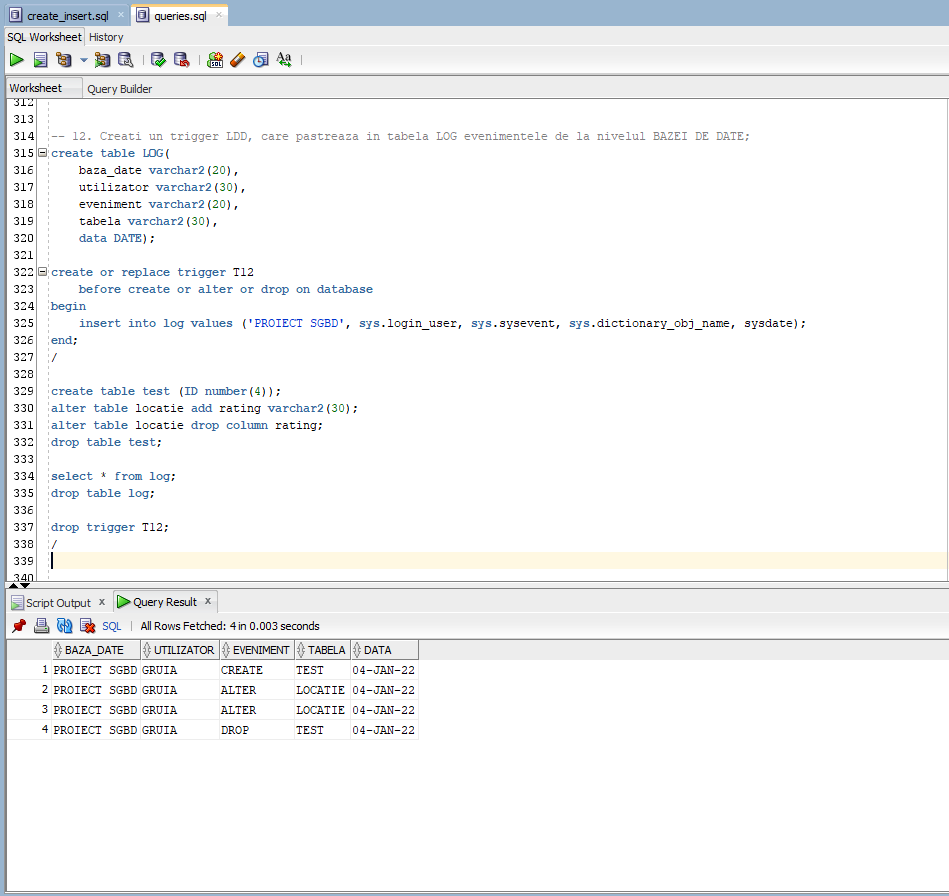 create_insert.sql × queries.sql ×
SQL Worksheet History
Worksheet Query Builder
312
313
314 -- 12. Creati un trigger LDD, care pastreaza in tabela LOG evenimentele de la nivelul BAZEI DE DATE;
315 create table LOG(
316 baza_date varchar2(20),
317 utilizator varchar2(30),
318 eveniment varchar2(20),
319 tabela varchar2(30),
320 data DATE);
321
322 create or replace trigger T12
323 before create or alter or drop on database
324 begin
325 insert into log values ('PROIECT SGBD', sys.login_user, sys.sysevent, sys.dictionary_obj_name, sysdate);
326 end;
327 /
328
329 create table test (ID number(4));
330 alter table locatie add rating varchar2(30);
331 alter table locatie drop column rating;
332 drop table test;
333
334 select * from log;
335 drop table log;
336
337 drop trigger T12;
338 /
339
340
Script Output × Query Result ×
SQL | All Rows Fetched: 4 in 0.003 seconds
BAZA_DATE UTILIZATOR EVENIMENT TABELA DATA
1 PROIECT SGBD GRUIA CREATE TEST 04-JAN-22
2 PROIECT SGBD GRUIA ALTER LOCATIE 04-JAN-22
3 PROIECT SGBD GRUIA ALTER LOCATIE 04-JAN-22
4 PROIECT SGBD GRUIA DROP TEST 04-JAN-22